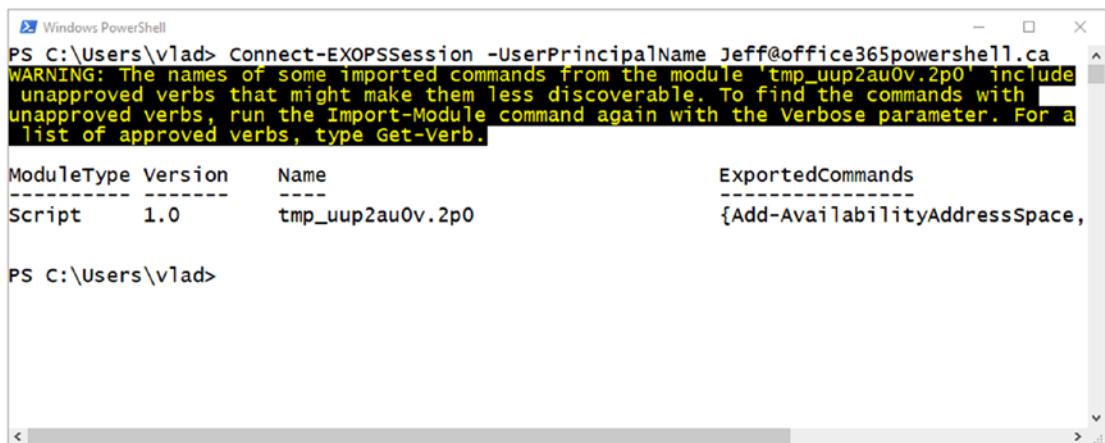 Windows PowerShell
PS C:\Users\vlad> Connect-EXOPSSession -UserPrincipalName Jeff@office365powershell.ca
WARNING: The names of some imported commands from the module 'tmp_uup2au0v.2p0' include
unapproved verbs that might make them less discoverable. To find the commands with
unapproved verbs, run the Import-Module command again with the Verbose parameter. For a
list of approved verbs, type Get-Verb.
ModuleType Version    Name                                ExportedCommands
---------- -------    ----                                ----------------
Script     1.0        tmp_uup2au0v.2p0                    {Add-AvailabilityAddressSpace,
PS C:\Users\vlad>